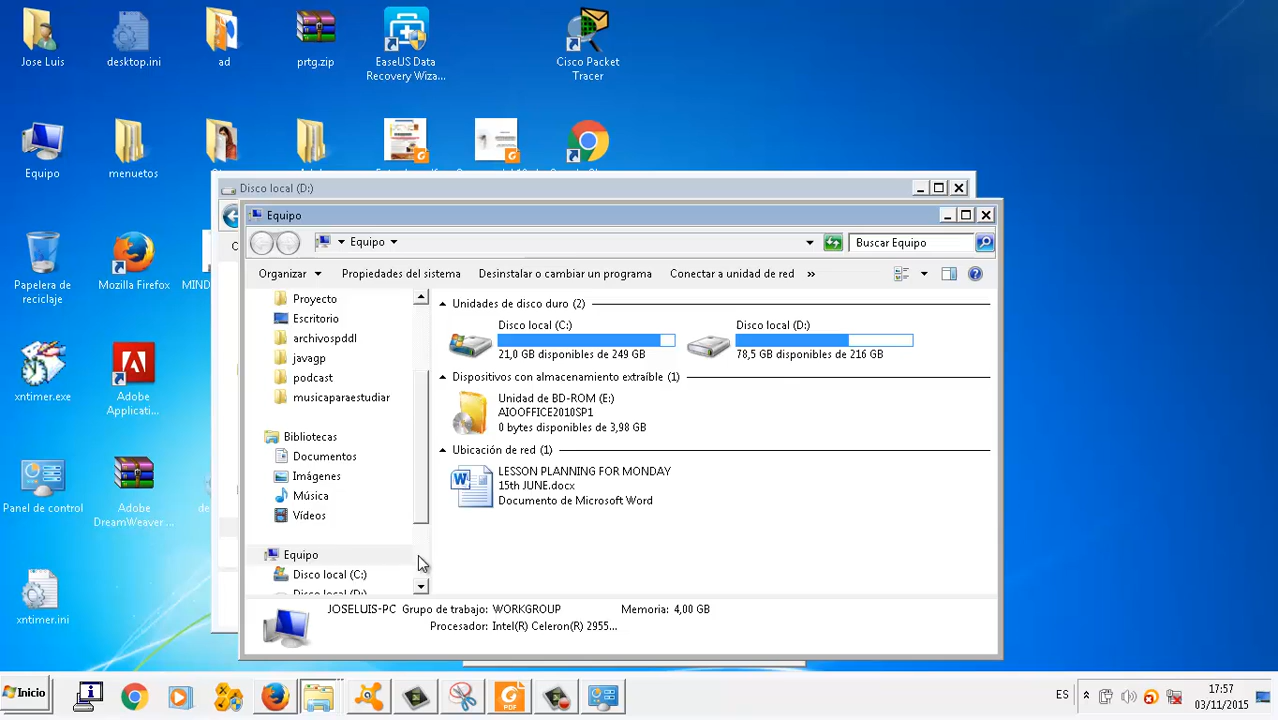 Jose Luis
desktop.ini
ad
prtg.zip
EaseUS Data
Recovery Wiza...
Cisco Packet
Tracer
Equipo
menuetos
Papelera de
reciclaje
Mozilla Firefox
MIND
xntimer.exe
Adobe
Applicati...
Panel de control
Adobe
DreamWeaver
de
xntimer.ini
Disco local (D:)
Equipo
Equipo
Buscar Equipo
Organizar
Propiedades del sistema
Desinstalar o cambiar un programa
Conectar a unidad de red
»
Proyecto
Escritorio
archivospddl
javagp
podcast
musicaparaestudiar
Bibliotecas
Documentos
Imágenes
Música
Vídeos
Equipo
Disco local (C:)
Disco local (D:)
Unidades de disco duro (2)
Disco local (C:)
21,0 GB disponibles de 249 GB
Disco local (D:)
78,5 GB disponibles de 216 GB
Dispositivos con almacenamiento extraíble (1)
Unidad de BD-ROM (E:)
AIOOFFICE2010SP1
0 bytes disponibles de 3,98 GB
Ubicación de red (1)
LESSON PLANNING FOR MONDAY
15th JUNE.docx
Documento de Microsoft Word
JOSELUIS-PC Grupo de trabajo: WORKGROUP Memoria: 4,00 GB
Procesador: Intel(R) Celeron(R) 2955...
Inicio
PDF
ES
17:57
03/11/2015